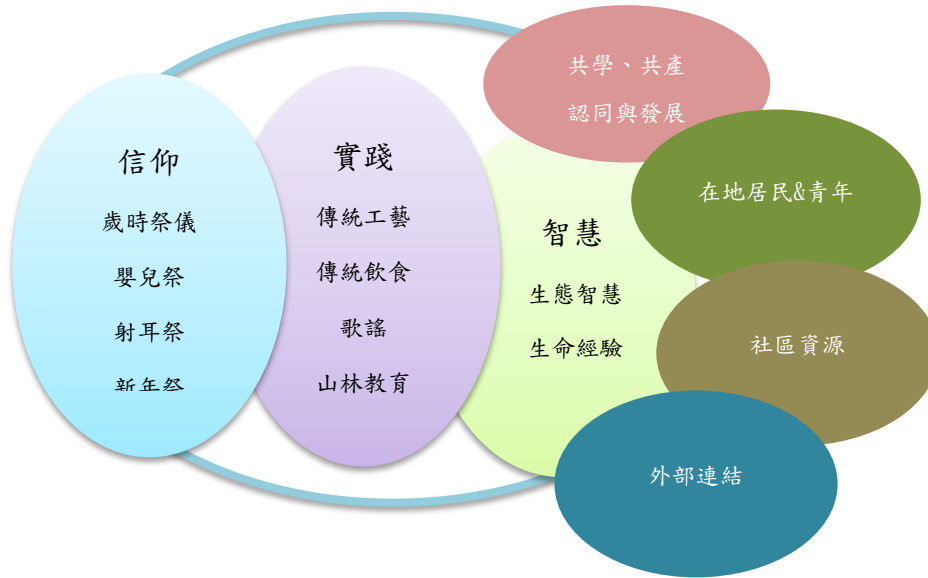 信仰
歲時祭儀
嬰兒祭
射耳祭
新年祭
實踐
傳統工藝
傳統飲食
歌謠
山林教育
智慧
生態智慧
生命經驗
共學、共產
認同與發展
在地居民&青年
社區資源
外部連結